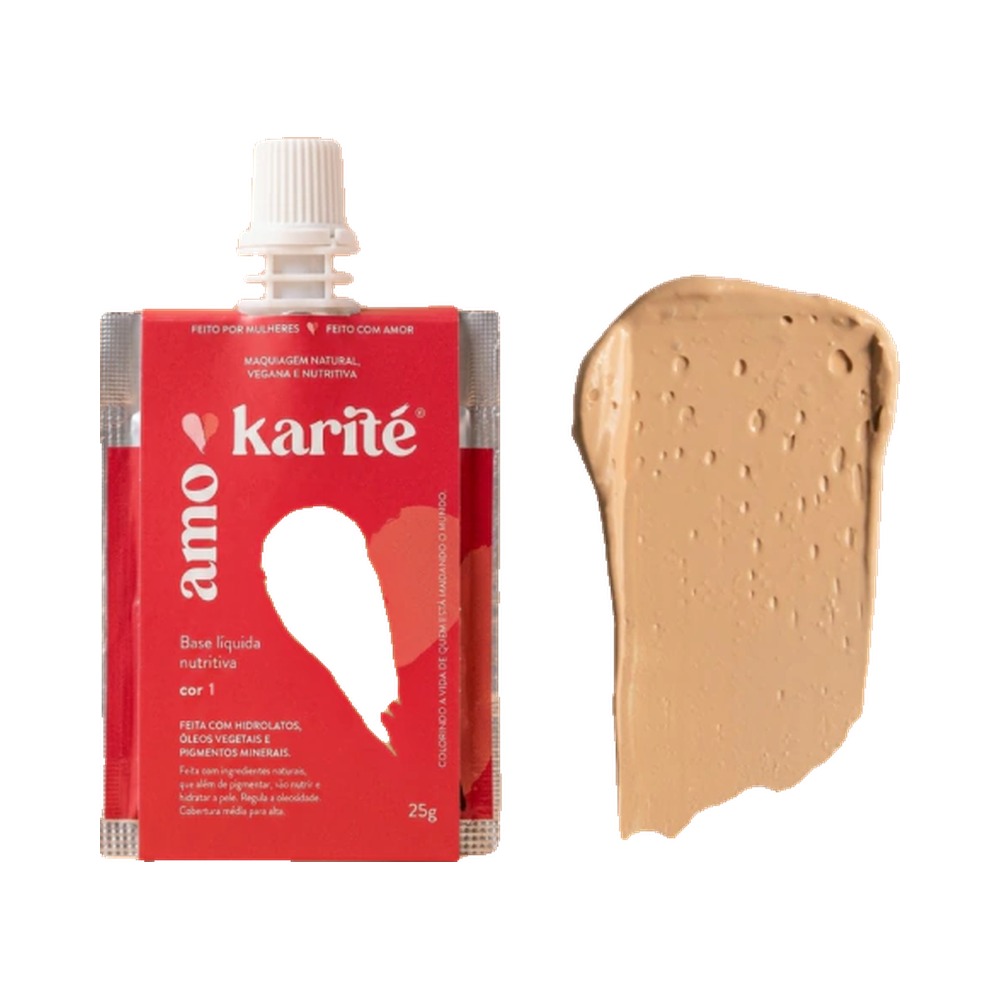 FEITO POR MULHERES FEITO COM AMOR
MAQUIAGEM NATURAL,
VEGANA E NUTRITIVA
amo karité®
Base líquida
nutritiva
cor 1
FEITA COM HIDROLATOS,
ÓLEOS VEGETAIS E
PIGMENTOS MINERAIS.
Feita com ingredientes naturais,
que além de pigmentar, vão nutrir e
hidratar a pele. Regula a oleosidade.
Cobertura média para alta.
25g
COLORINDO A VIDA DE QUEM ESTÁ MUDANDO O MUNDO.